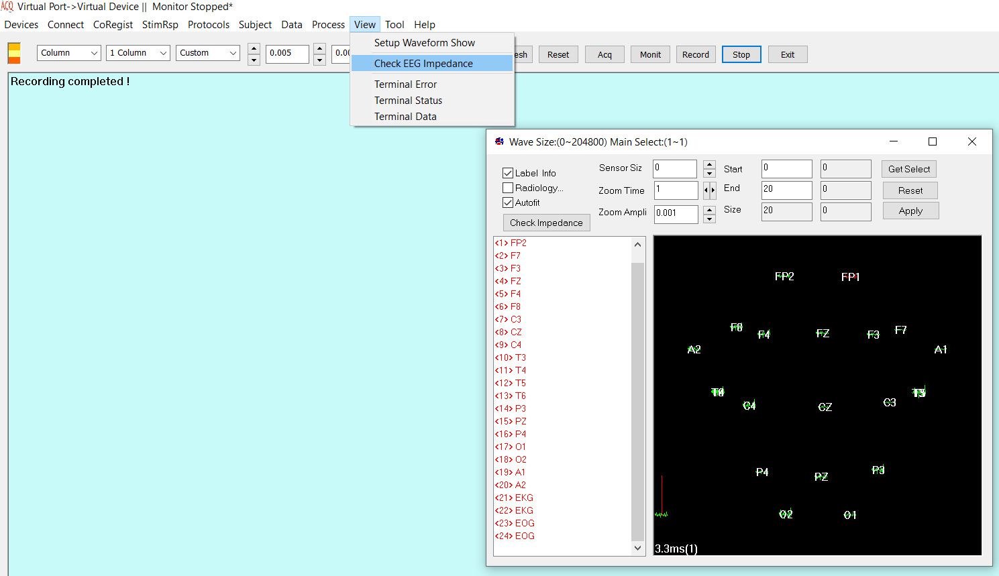 ACQ Virtual Port->Virtual Device || Monitor Stopped*
Devices Connect CoRegist StimRsp Protocols Subject Data Process View Tool Help
Column 1 Column Custom 0.005 Reset Acq Monit Record Stop Exit
Setup Waveform Show
Check EEG Impedance
Terminal Error
Terminal Status
Terminal Data
Recording completed !
Wave Size:(0~204800) Main Select:(1~1)
Label Info
Radiology...
Autofit
Check Impedance
Sensor Siz 0
Zoom Time 1
Zoom Ampli 0.001
Start 0 0 Get Select
End 20 0 Reset
Size 20 0 Apply
<1> FP2
<2> F7
<3> F3
<4> FZ
<5> F4
<6> F8
<7> C3
<8> CZ
<9> C4
<10> T3
<11> T4
<12> T5
<13> T6
<14> P3
<15> PZ
<16> P4
<17> O1
<18> O2
<19> A1
<20> A2
<21> EKG
<22> EKG
<23> EOG
<24> EOG
FP2 FP1
F8 F4 FZ F3 F7
A2 A1
C4 CZ C3
P4 PZ P3
O2 O1
3.3ms(1)